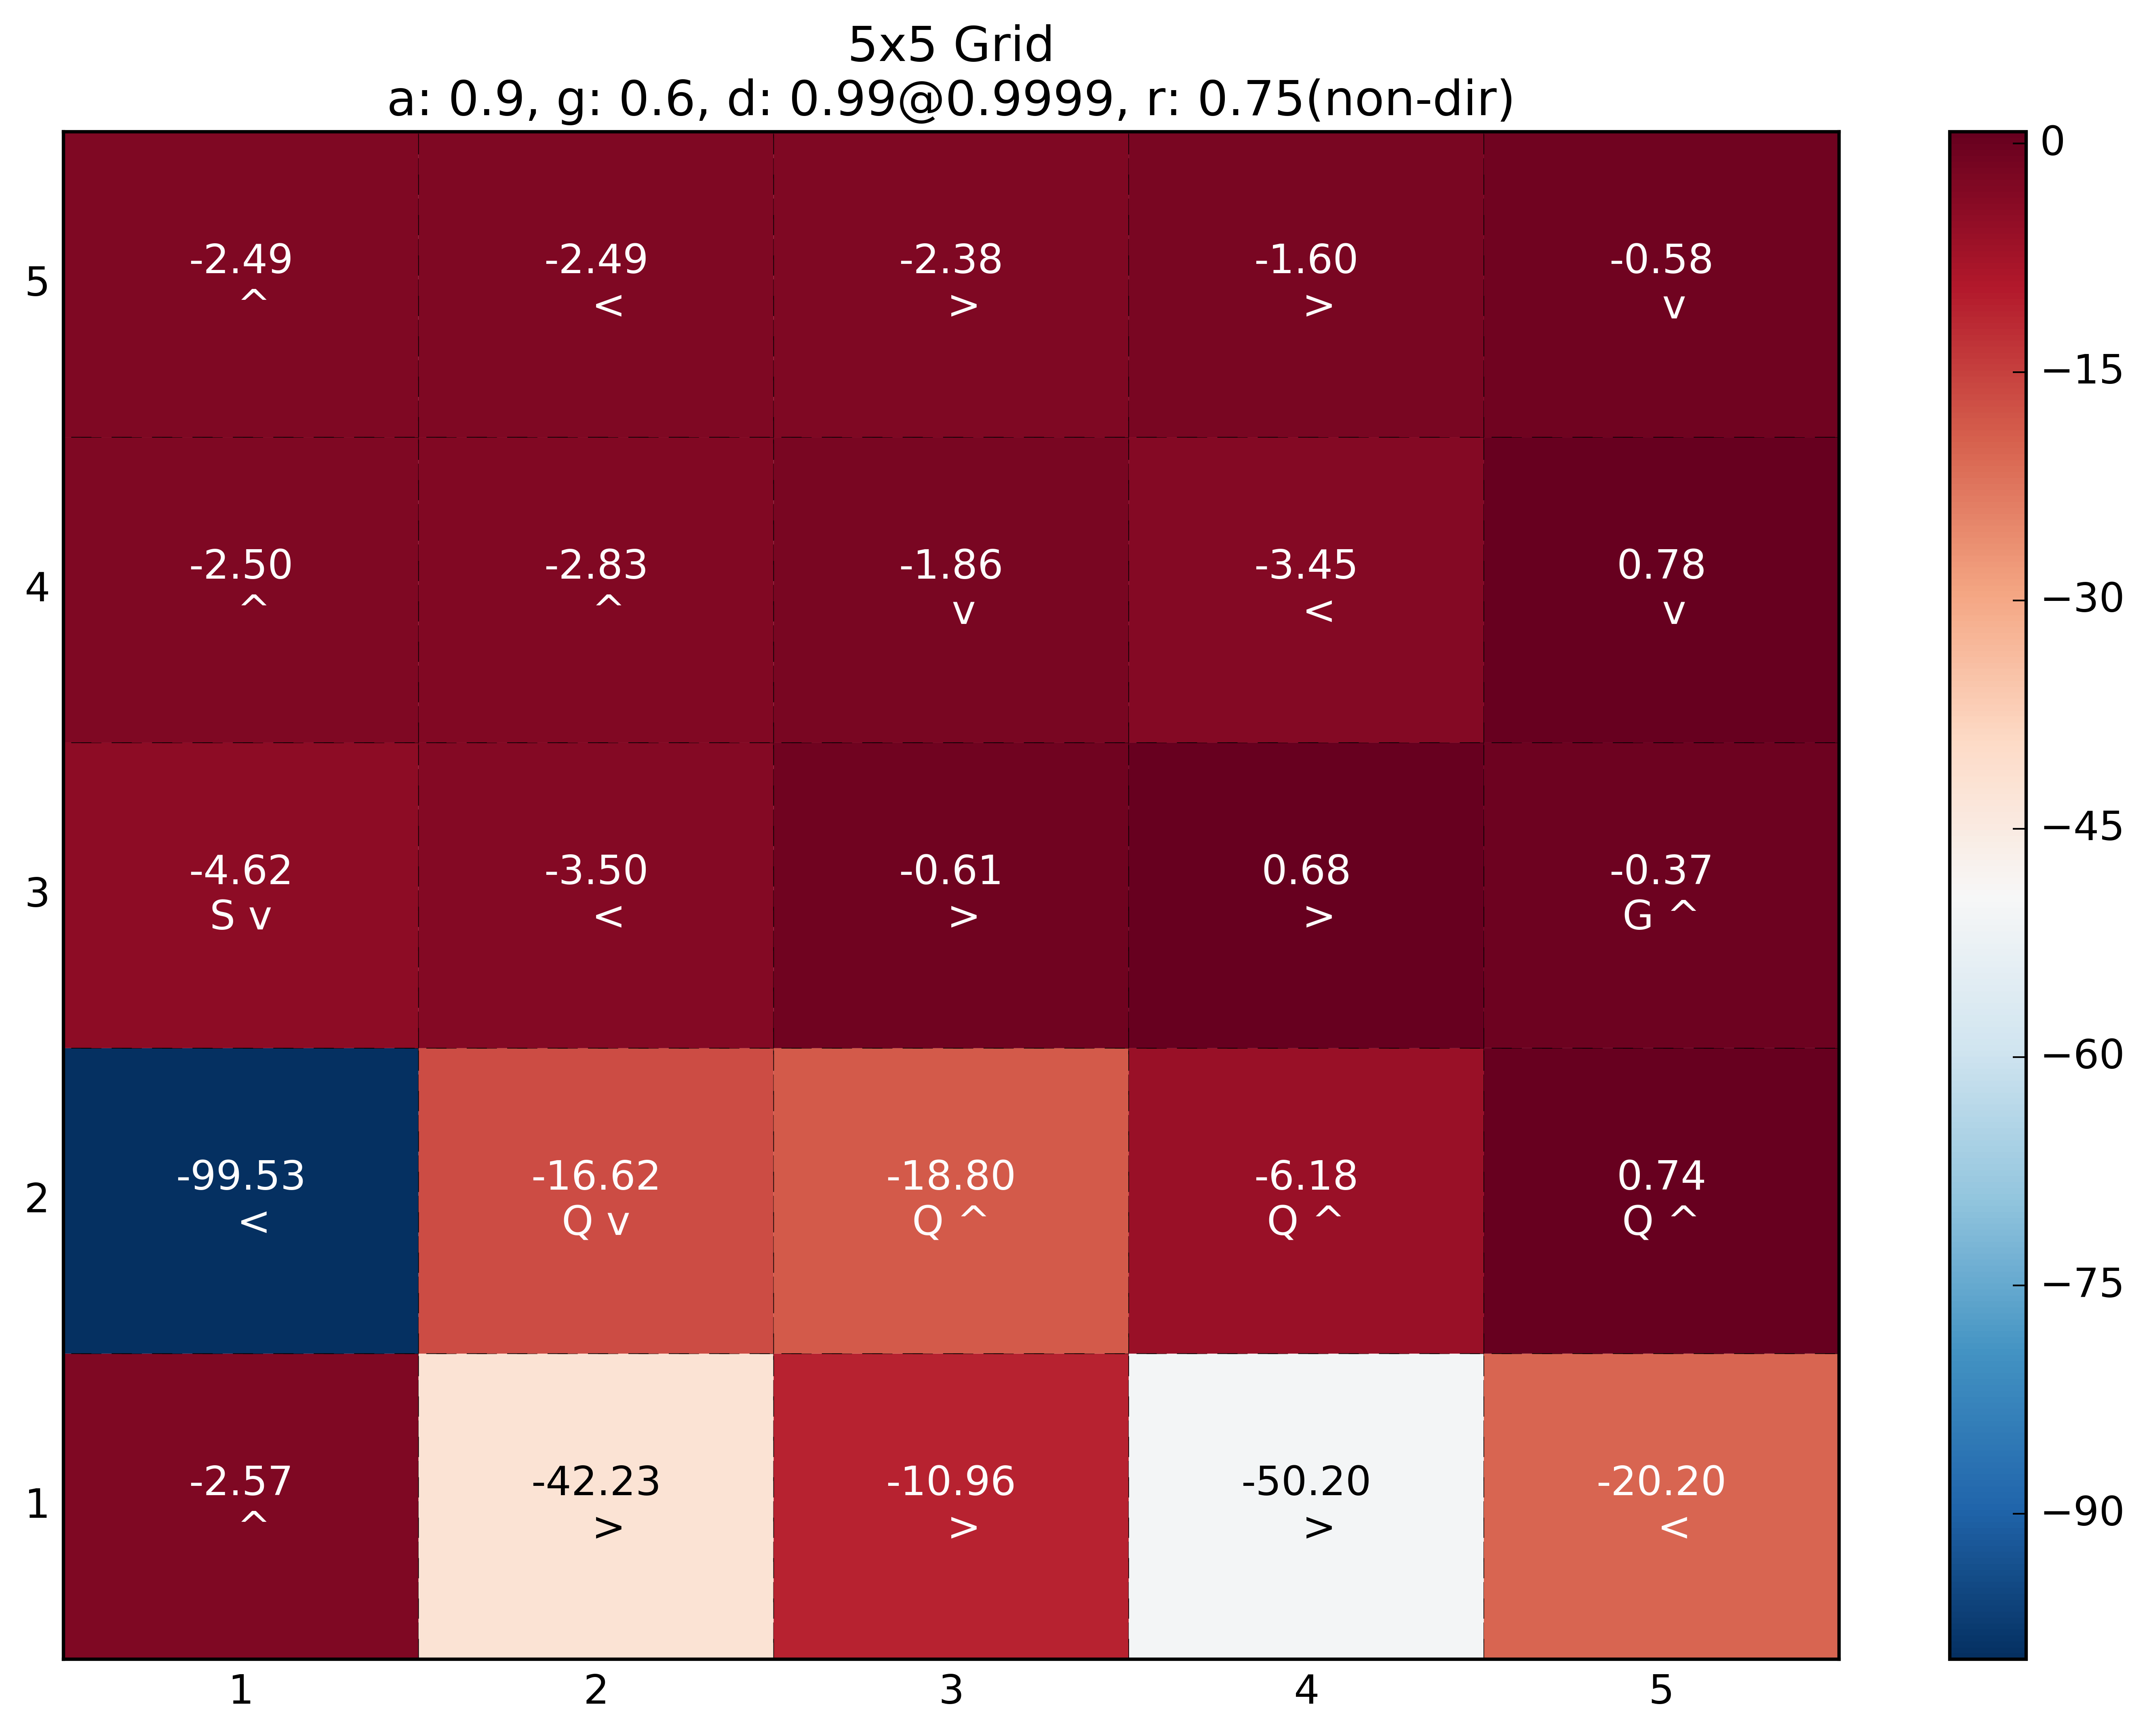 5x5 Grid
a: 0.9, g: 0.6, d: 0.99@0.9999, r: 0.75(non-dir)
0
-2.49 -2.49 -2.38 -1.60 -0.58
5 ^ < > > v
−15
-2.50 -2.83 -1.86 -3.45 0.78
4 ^ ^ v < v
−30
−45
-4.62 -3.50 -0.61 0.68 -0.37
3 S v < > > G ^
−60
-99.53 -16.62 -18.80 -6.18 0.74
2 < Q v Q ^ Q ^ Q ^
−75
-2.57 -42.23 -10.96 -50.20 -20.20
1 ^ > > > <
−90
1 2 3 4 5